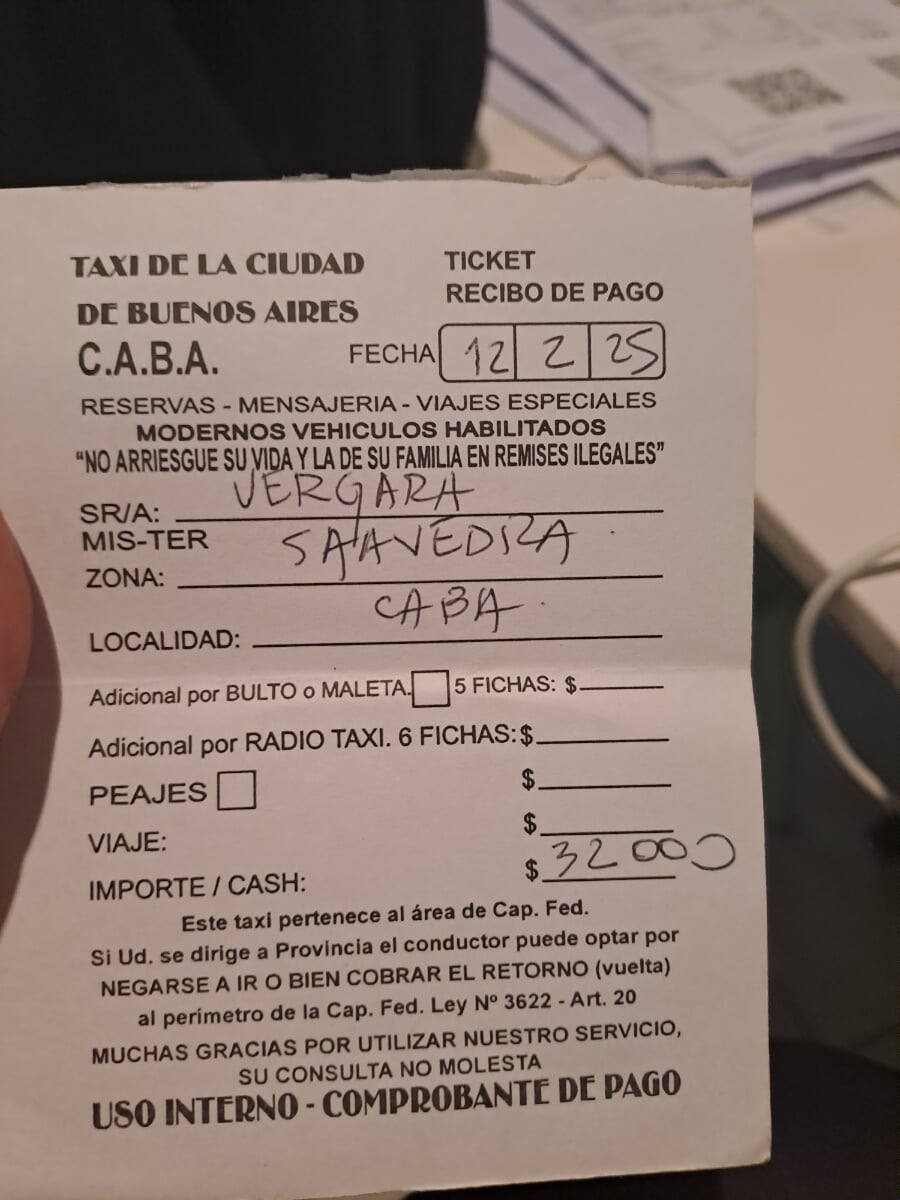 TAXI DE LA CIUDAD
DE BUENOS AIRES
C.A.B.A.
TICKET
RECIBO DE PAGO
FECHA 12 2 25
RESERVAS - MENSAJERIA - VIAJES ESPECIALES
MODERNOS VEHICULOS HABILITADOS
"NO ARRIESGUE SU VIDA Y LA DE SU FAMILIA EN REMISES ILEGALES"
SR/A: VERGARA
MIS-TER
ZONA: SAAVEDRA
LOCALIDAD: CABA
Adicional por BULTO o MALETA. 5 FICHAS: $
Adicional por RADIO TAXI. 6 FICHAS: $
PEAJES $
VIAJE: $
IMPORTE / CASH: $ 32000
Este taxi pertenece al área de Cap. Fed.
Si Ud. se dirige a Provincia el conductor puede optar por
NEGARSE A IR O BIEN COBRAR EL RETORNO (vuelta)
al perímetro de la Cap. Fed. Ley Nº 3622 - Art. 20
MUCHAS GRACIAS POR UTILIZAR NUESTRO SERVICIO,
SU CONSULTA NO MOLESTA
USO INTERNO - COMPROBANTE DE PAGO